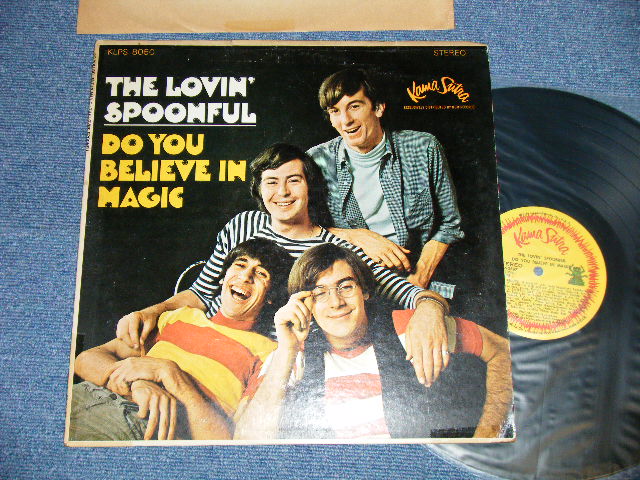 KLPS 8050
STEREO
THE LOVIN'
SPOONFUL
DO YOU
BELIEVE IN
MAGIC
Kama Sutra
Kama Sutra
THE LOVIN' SPOONFUL
DO YOU BELIEVE IN MAGIC